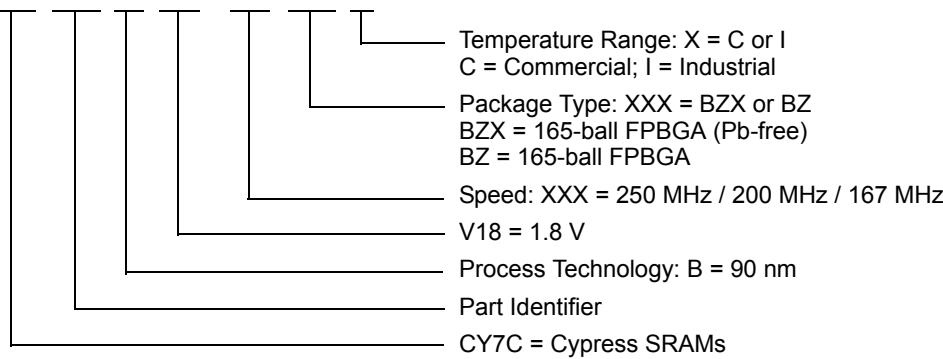 Temperature Range: X = C or I
C = Commercial; I = Industrial
Package Type: XXX = BZX or BZ
BZX = 165-ball FPBGA (Pb-free)
BZ = 165-ball FPBGA
Speed: XXX = 250 MHz / 200 MHz / 167 MHz
V18 = 1.8 V
Process Technology: B = 90 nm
Part Identifier
CY7C = Cypress SRAMs